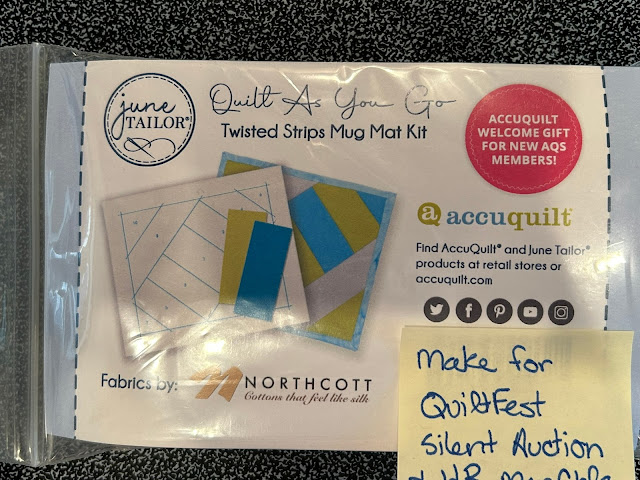 june
TAILOR®
Quilt As You Go
Twisted Strips Mug Mat Kit
ACCUQUILT
WELCOME GIFT
FOR NEW AQS
MEMBERS!
a accuquilt®
Find AccuQuilt® and June Tailor®
products at retail stores or
accuquilt.com
Fabrics by:
NORTHCOTT
Cottons that feel like silk
Make for
QuiltFest
Silent Auction